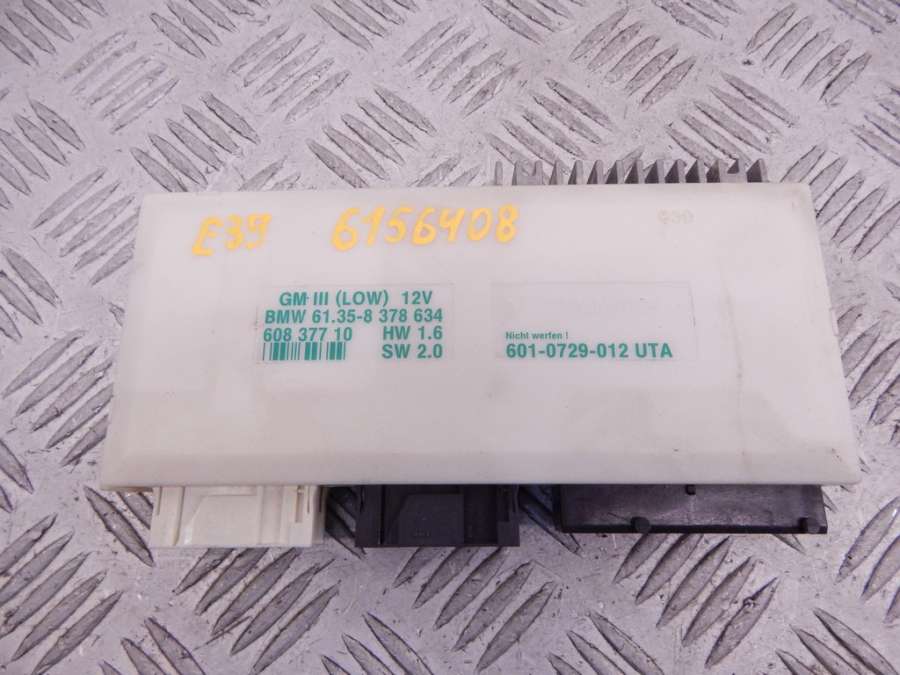 E39 6156408
GM III (LOW) 12V
BMW 61.35-8 378 634
608 377 10 HW 1.6
SW 2.0
Nicht werfen !
601-0729-012 UTA